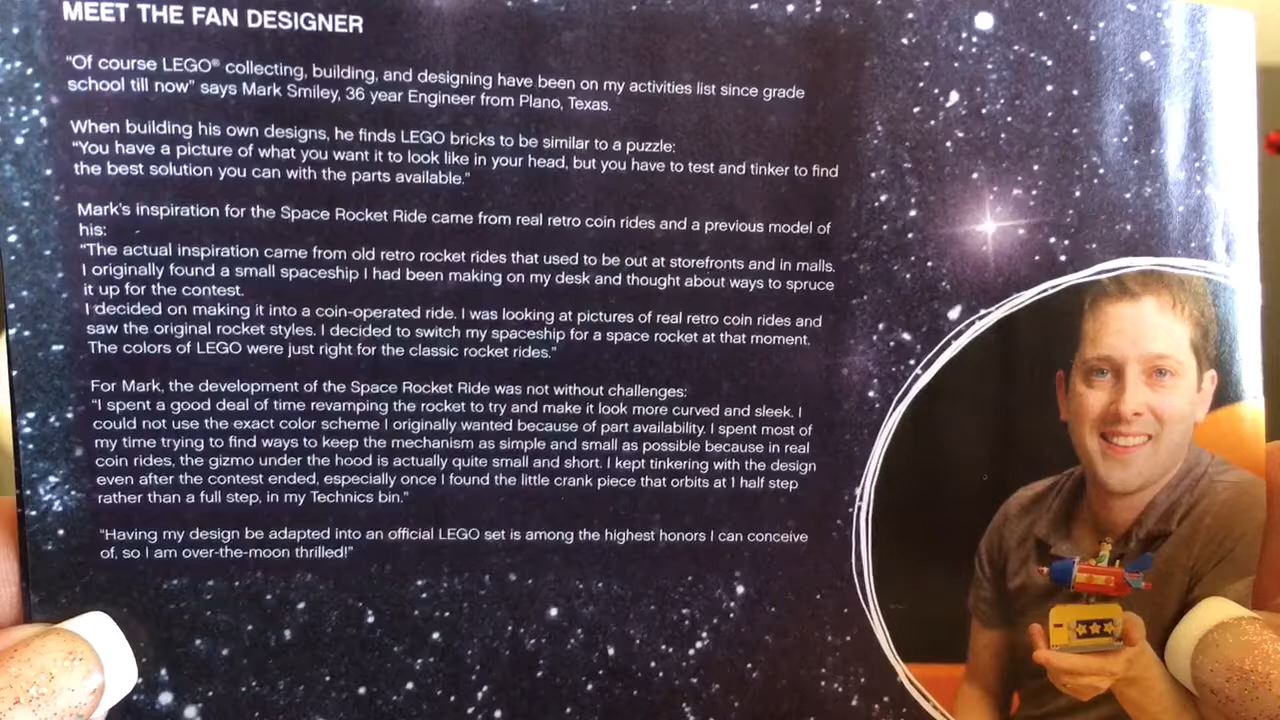 MEET THE FAN DESIGNER
"Of course LEGO® collecting, building, and designing have been on my activities list since grade
school till now" says Mark Smiley, 36 year Engineer from Plano, Texas.
When building his own designs, he finds LEGO bricks to be similar to a puzzle:
"You have a picture of what you want it to look like in your head, but you have to test and tinker to find
the best solution you can with the parts available."
Mark's inspiration for the Space Rocket Ride came from real retro coin rides and a previous model of
his:
"The actual inspiration came from old retro rocket rides that used to be out at storefronts and in malls.
I originally found a small spaceship I had been making on my desk and thought about ways to spruce
it up for the contest.
I decided on making it into a coin-operated ride. I was looking at pictures of real retro coin rides and
saw the original rocket styles. I decided to switch my spaceship for a space rocket at that moment.
The colors of LEGO were just right for the classic rocket rides."
For Mark, the development of the Space Rocket Ride was not without challenges:
"I spent a good deal of time revamping the rocket to try and make it look more curved and sleek. I
could not use the exact color scheme I originally wanted because of part availability. I spent most of
my time trying to find ways to keep the mechanism as simple and small as possible because in real
coin rides, the gizmo under the hood is actually quite small and short. I kept tinkering with the design
even after the contest ended, especially once I found the little crank piece that orbits at 1 half step
rather than a full step, in my Technics bin."
"Having my design be adapted into an official LEGO set is among the highest honors I can conceive
of, so I am over-the-moon thrilled!"